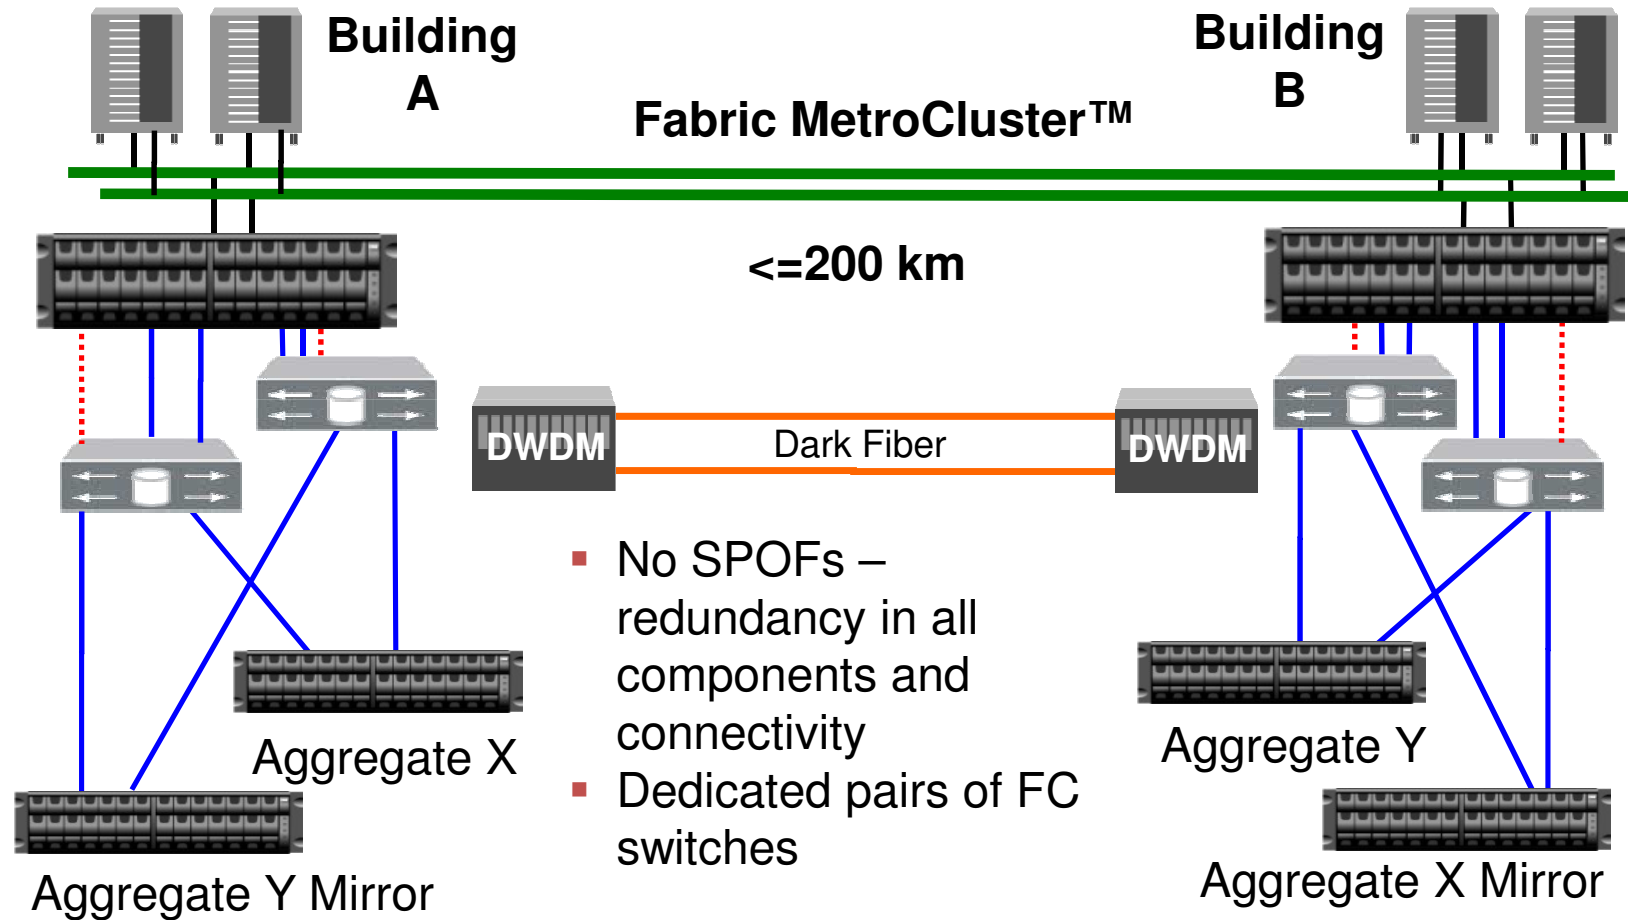 Building
A
Building
B
Fabric MetroCluster™
<=200 km
DWDM
Dark Fiber
DWDM
▪ No SPOFs –
redundancy in all
components and
connectivity
▪ Dedicated pairs of FC
switches
Aggregate X
Aggregate Y
Aggregate Y Mirror
Aggregate X Mirror